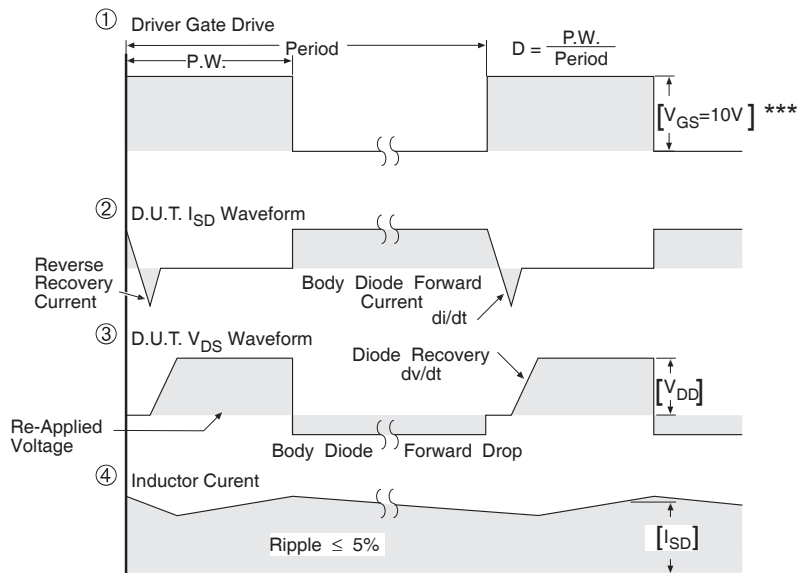 ① Driver Gate Drive
Period
P.W.
D = P.W. / Period
[VGS=10V] ***
② D.U.T. ISD Waveform
Reverse
Recovery
Current
Body Diode Forward
Current
di/dt
③ D.U.T. VDS Waveform
Diode Recovery
dv/dt
[VDD]
Re-Applied
Voltage
Body Diode Forward Drop
④ Inductor Curent
Ripple ≤ 5%
[ISD]